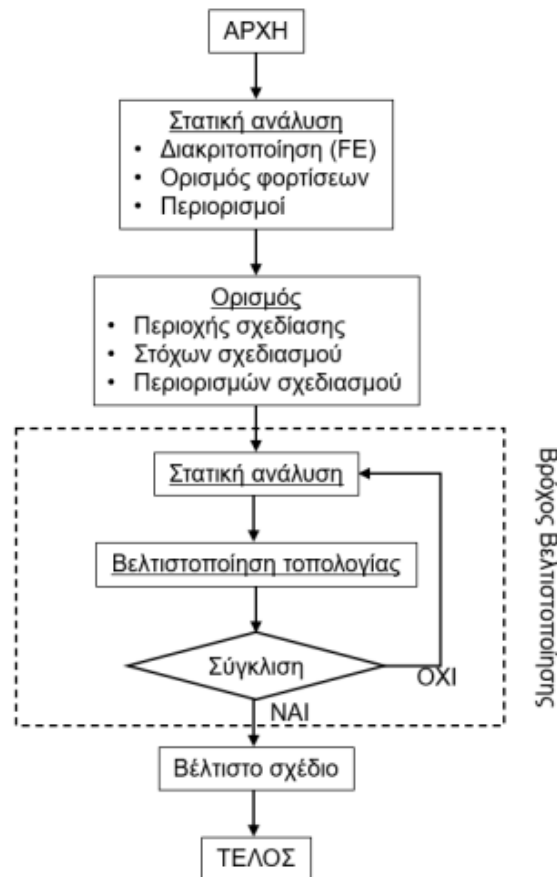 ΑΡΧΗ
Στατική ανάλυση
• Διακριτοποίηση (FE)
• Ορισμός φορτίσεων
• Περιορισμοί
Ορισμός
• Περιοχής σχεδίασης
• Στόχων σχεδιασμού
• Περιορισμών σχεδιασμού
Στατική ανάλυση
Βελτιστοποίηση τοπολογίας
Σύγκλιση
ΟΧΙ
ΝΑΙ
Βρόχος Βελτιστοποίησης
Βέλτιστο σχέδιο
ΤΕΛΟΣ